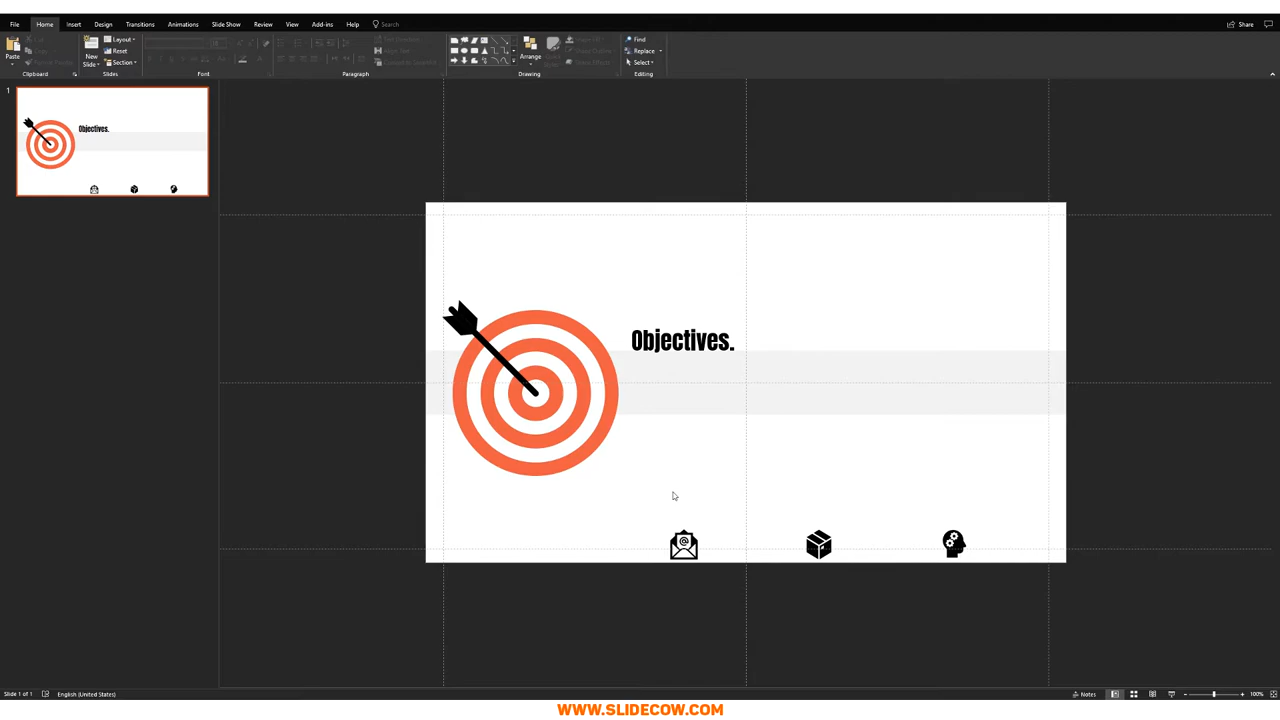 File Home Insert Design Transitions Animations Slide Show Review View Add-ins Help Search Share
Paste
New
Slide
Layout
Reset
Section
Arrange
Find
Replace
Select
Clipboard Slides Font Paragraph Drawing Editing
1
Objectives.
Objectives.
Slide 1 of 1 English (United States) Notes 100%
WWW.SLIDECOW.COM